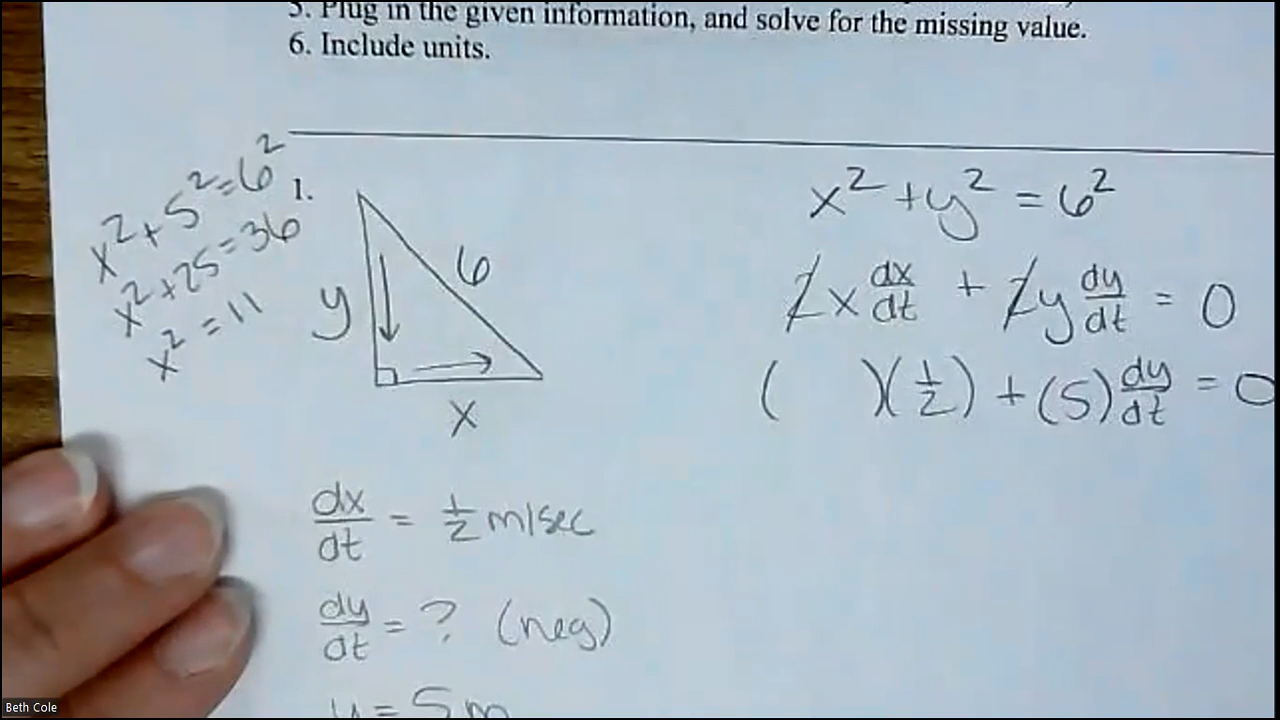 5. Plug in the given information, and solve for the missing value.
6. Include units.
x² + 5² = 6²
x² + 25 = 36
x² = 11
1.
y
6
x
x² + y² = 6²
2x dx/dt + 2y dy/dt = 0
( )(1/2) + (5) dy/dt = 0
dx/dt = 1/2 m/sec
dy/dt = ? (neg)
y = 5m
Beth Cole